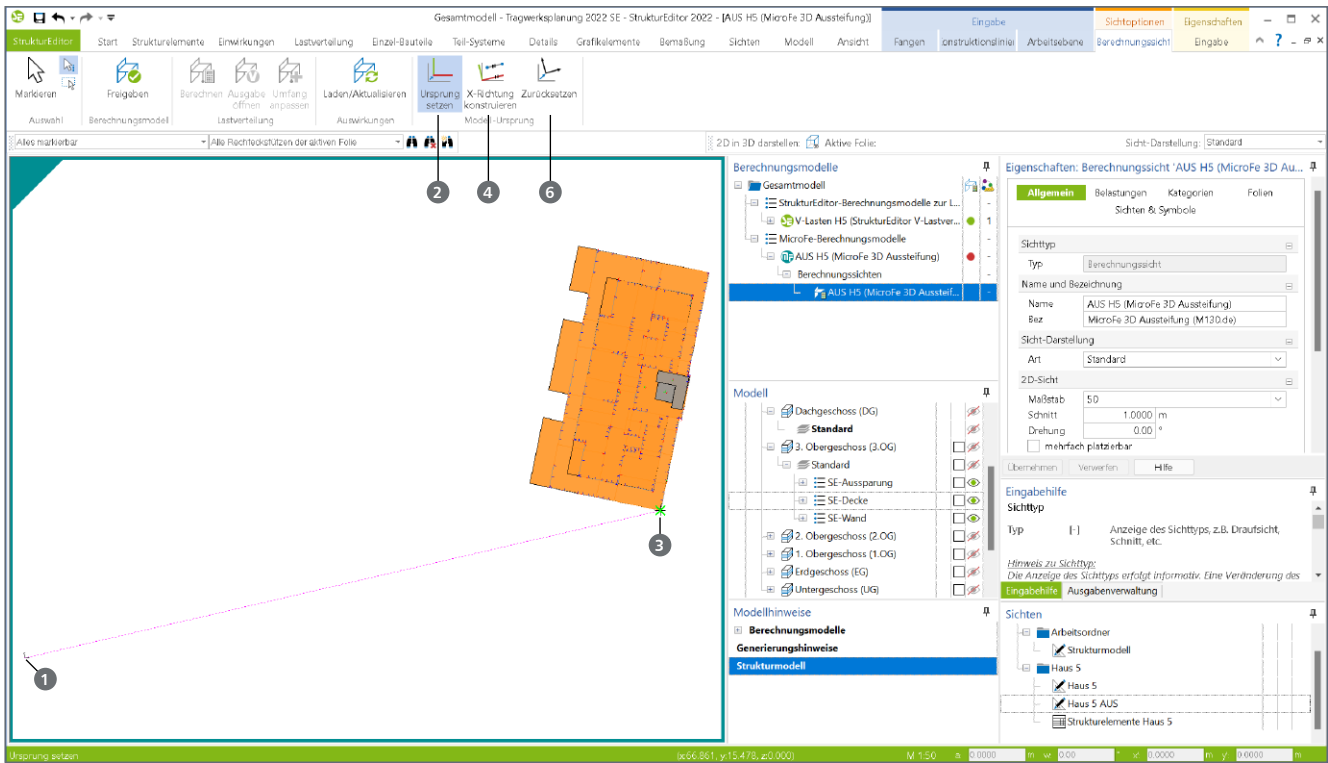 Gesamtmodell - Tragwerksplanung 2022 SE - StrukturEditor 2022 - [AUS H5 (MicroFe 3D Aussteifung)]
Eingabe
Sichtoptionen
Eigenschaften
StrukturEditor
Start
Strukturelemente
Einwirkungen
Lastverteilung
Einzel-Bauteile
Teil-Systeme
Details
Grafikelemente
Bemaßung
Sichten
Modell
Ansicht
Fangen
onstruktionslinier
Arbeitsebene
Berechnungssicht
Eingabe
Markieren
Freigeben
Berechnen
Ausgabe öffnen
Umfang anpassen
Laden/Aktualisieren
Ursprung setzen
X-Richtung konstruieren
Zurücksetzen
Auswahl
Berechnungsmodell
Lastverteilung
Auswirkungen
Modell-Ursprung
Alles markierbar
Alle Rechteckstützen der aktiven Folie
2D in 3D darstellen:
Aktive Folie:
Sicht-Darstellung: Standard
2
4
6
3
1
Berechnungsmodelle
Gesamtmodell
StrukturEditor-Berechnungsmodelle zur L... -
V-Lasten H5 (StrukturEditor V-Lastver... 1
MicroFe-Berechnungsmodelle -
AUS H5 (MicroFe 3D Aussteifung) -
Berechnungssichten -
AUS H5 (MicroFe 3D Aussteif... -
Modell
Dachgeschoss (DG)
Standard
3. Obergeschoss (3.OG)
Standard
SE-Aussparung
SE-Decke
SE-Wand
2. Obergeschoss (2.OG)
1. Obergeschoss (1.OG)
Erdgeschoss (EG)
Untergeschoss (UG)
Modellhinweise
Berechnungsmodelle
Generierungshinweise
Strukturmodell
Eigenschaften: Berechnungssicht 'AUS H5 (MicroFe 3D Au...
Allgemein
Belastungen
Kategorien
Folien
Sichten & Symbole
Sichttyp
Typ Berechnungssicht
Name und Bezeichnung
Name AUS H5 (MicroFe 3D Aussteifung)
Bez MicroFe 3D Aussteifung (M130.de)
Sicht-Darstellung
Art Standard
2D-Sicht
Maßstab 50
Schnitt 1.0000 m
Drehung 0.00 °
mehrfach platzierbar
Übernehmen
Verwerfen
Hilfe
Eingabehilfe
Sichttyp
Typ [-] Anzeige des Sichttyps, z.B. Draufsicht,
Schnitt, etc.
Hinweis zu Sichttyp:
Die Anzeige des Sichttyps erfolgt informativ. Eine Veränderung des
Eingabehilfe
Ausgabenverwaltung
Sichten
Arbeitsordner
Strukturmodell
Haus 5
Haus 5
Haus 5 AUS
Strukturelemente Haus 5
Ursprung setzen
(x:66.861, y:15.479, z:0.000)
M 1:50
a: 0.0000 m w: 0.00 ° x: 0.0000 m y: 0.0000 m